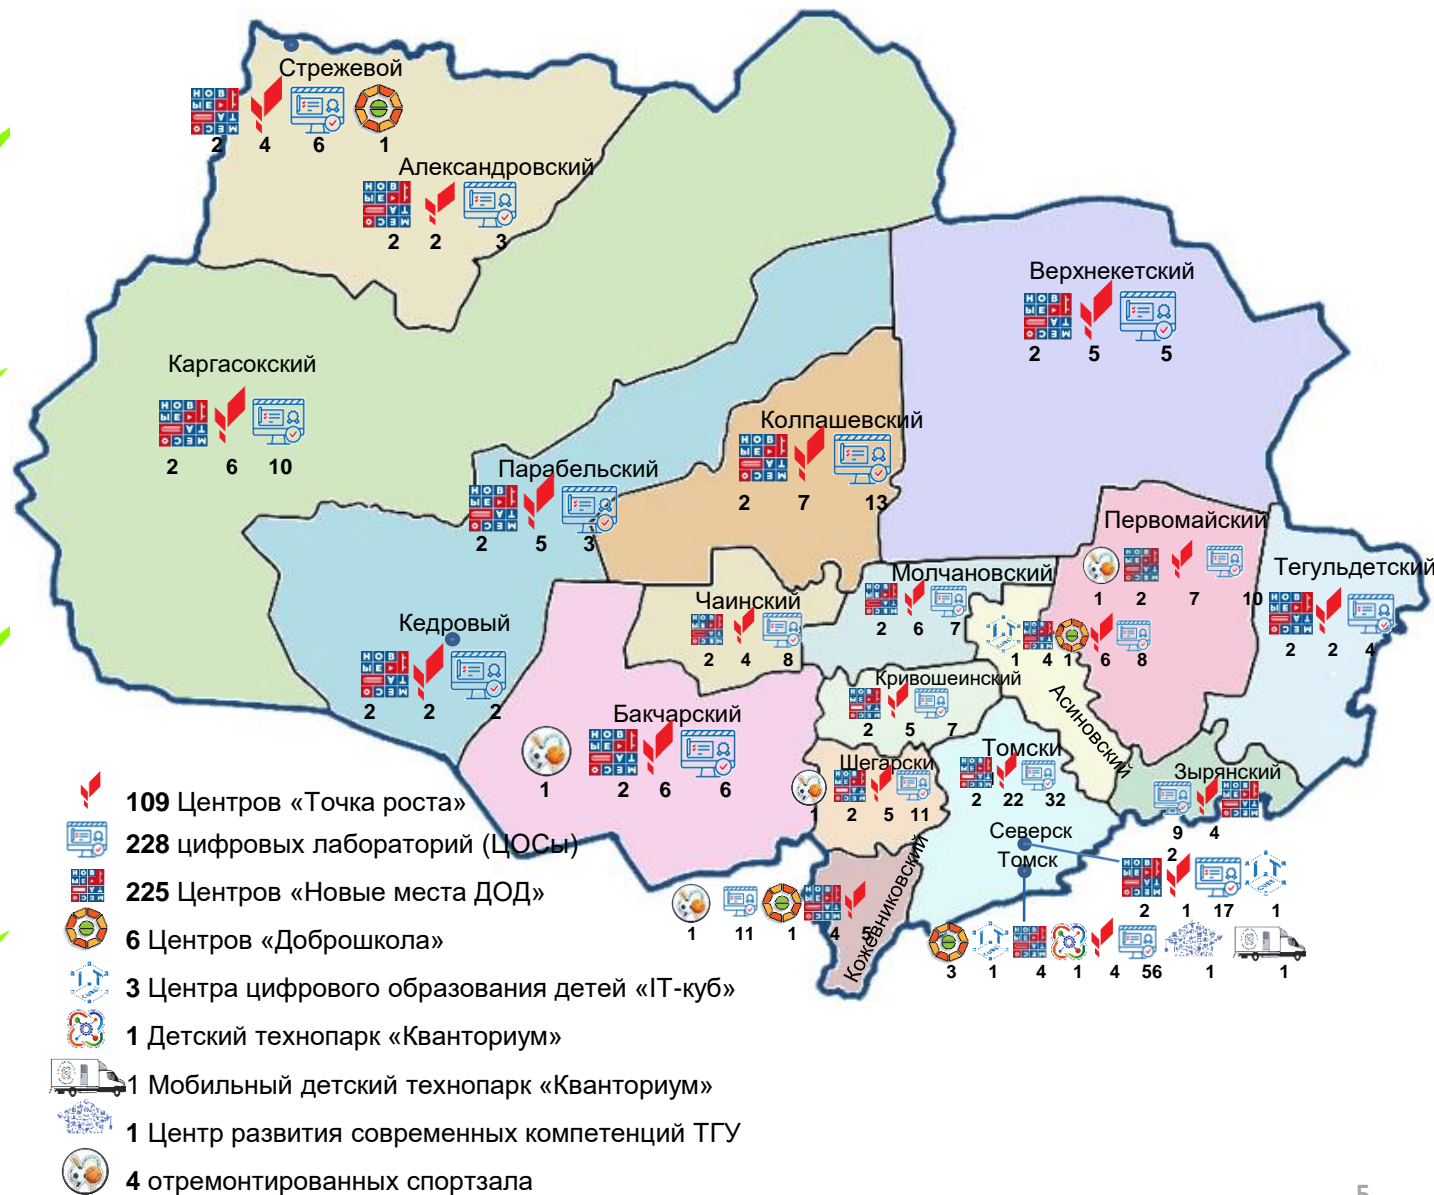 Стрежевой
2 4 6 1
Александровский
2 2 3
Верхнекетский
2 5 5
Каргасокский
2 6 10
Колпашевский
2 7 13
Парабельский
2 5 3
Первомайский
1 2 7 10
Тегульдетский
2 2 4
Молчановский
2 6 7
Чаинский
2 4 8
Кедровый
2 2 2
1 4 1 6 8
Асиновский
Кривошеинский
2 5 7
Бакчарский
1 2 6 6
Томски
2 22 32
Шегарски
1 2 5 11
Зырянский
9 4
2
Северск
2 1 17 1
Томск
3 1 4 1 4 56 1 1
Кожевниковский
1 11 1 4 5
109 Центров «Точка роста»
228 цифровых лабораторий (ЦОСы)
225 Центров «Новые места ДОД»
6 Центров «Доброшкола»
3 Центра цифрового образования детей «IT-куб»
1 Детский технопарк «Кванториум»
1 Мобильный детский технопарк «Кванториум»
1 Центр развития современных компетенций ТГУ
4 отремонтированных спортзала
5